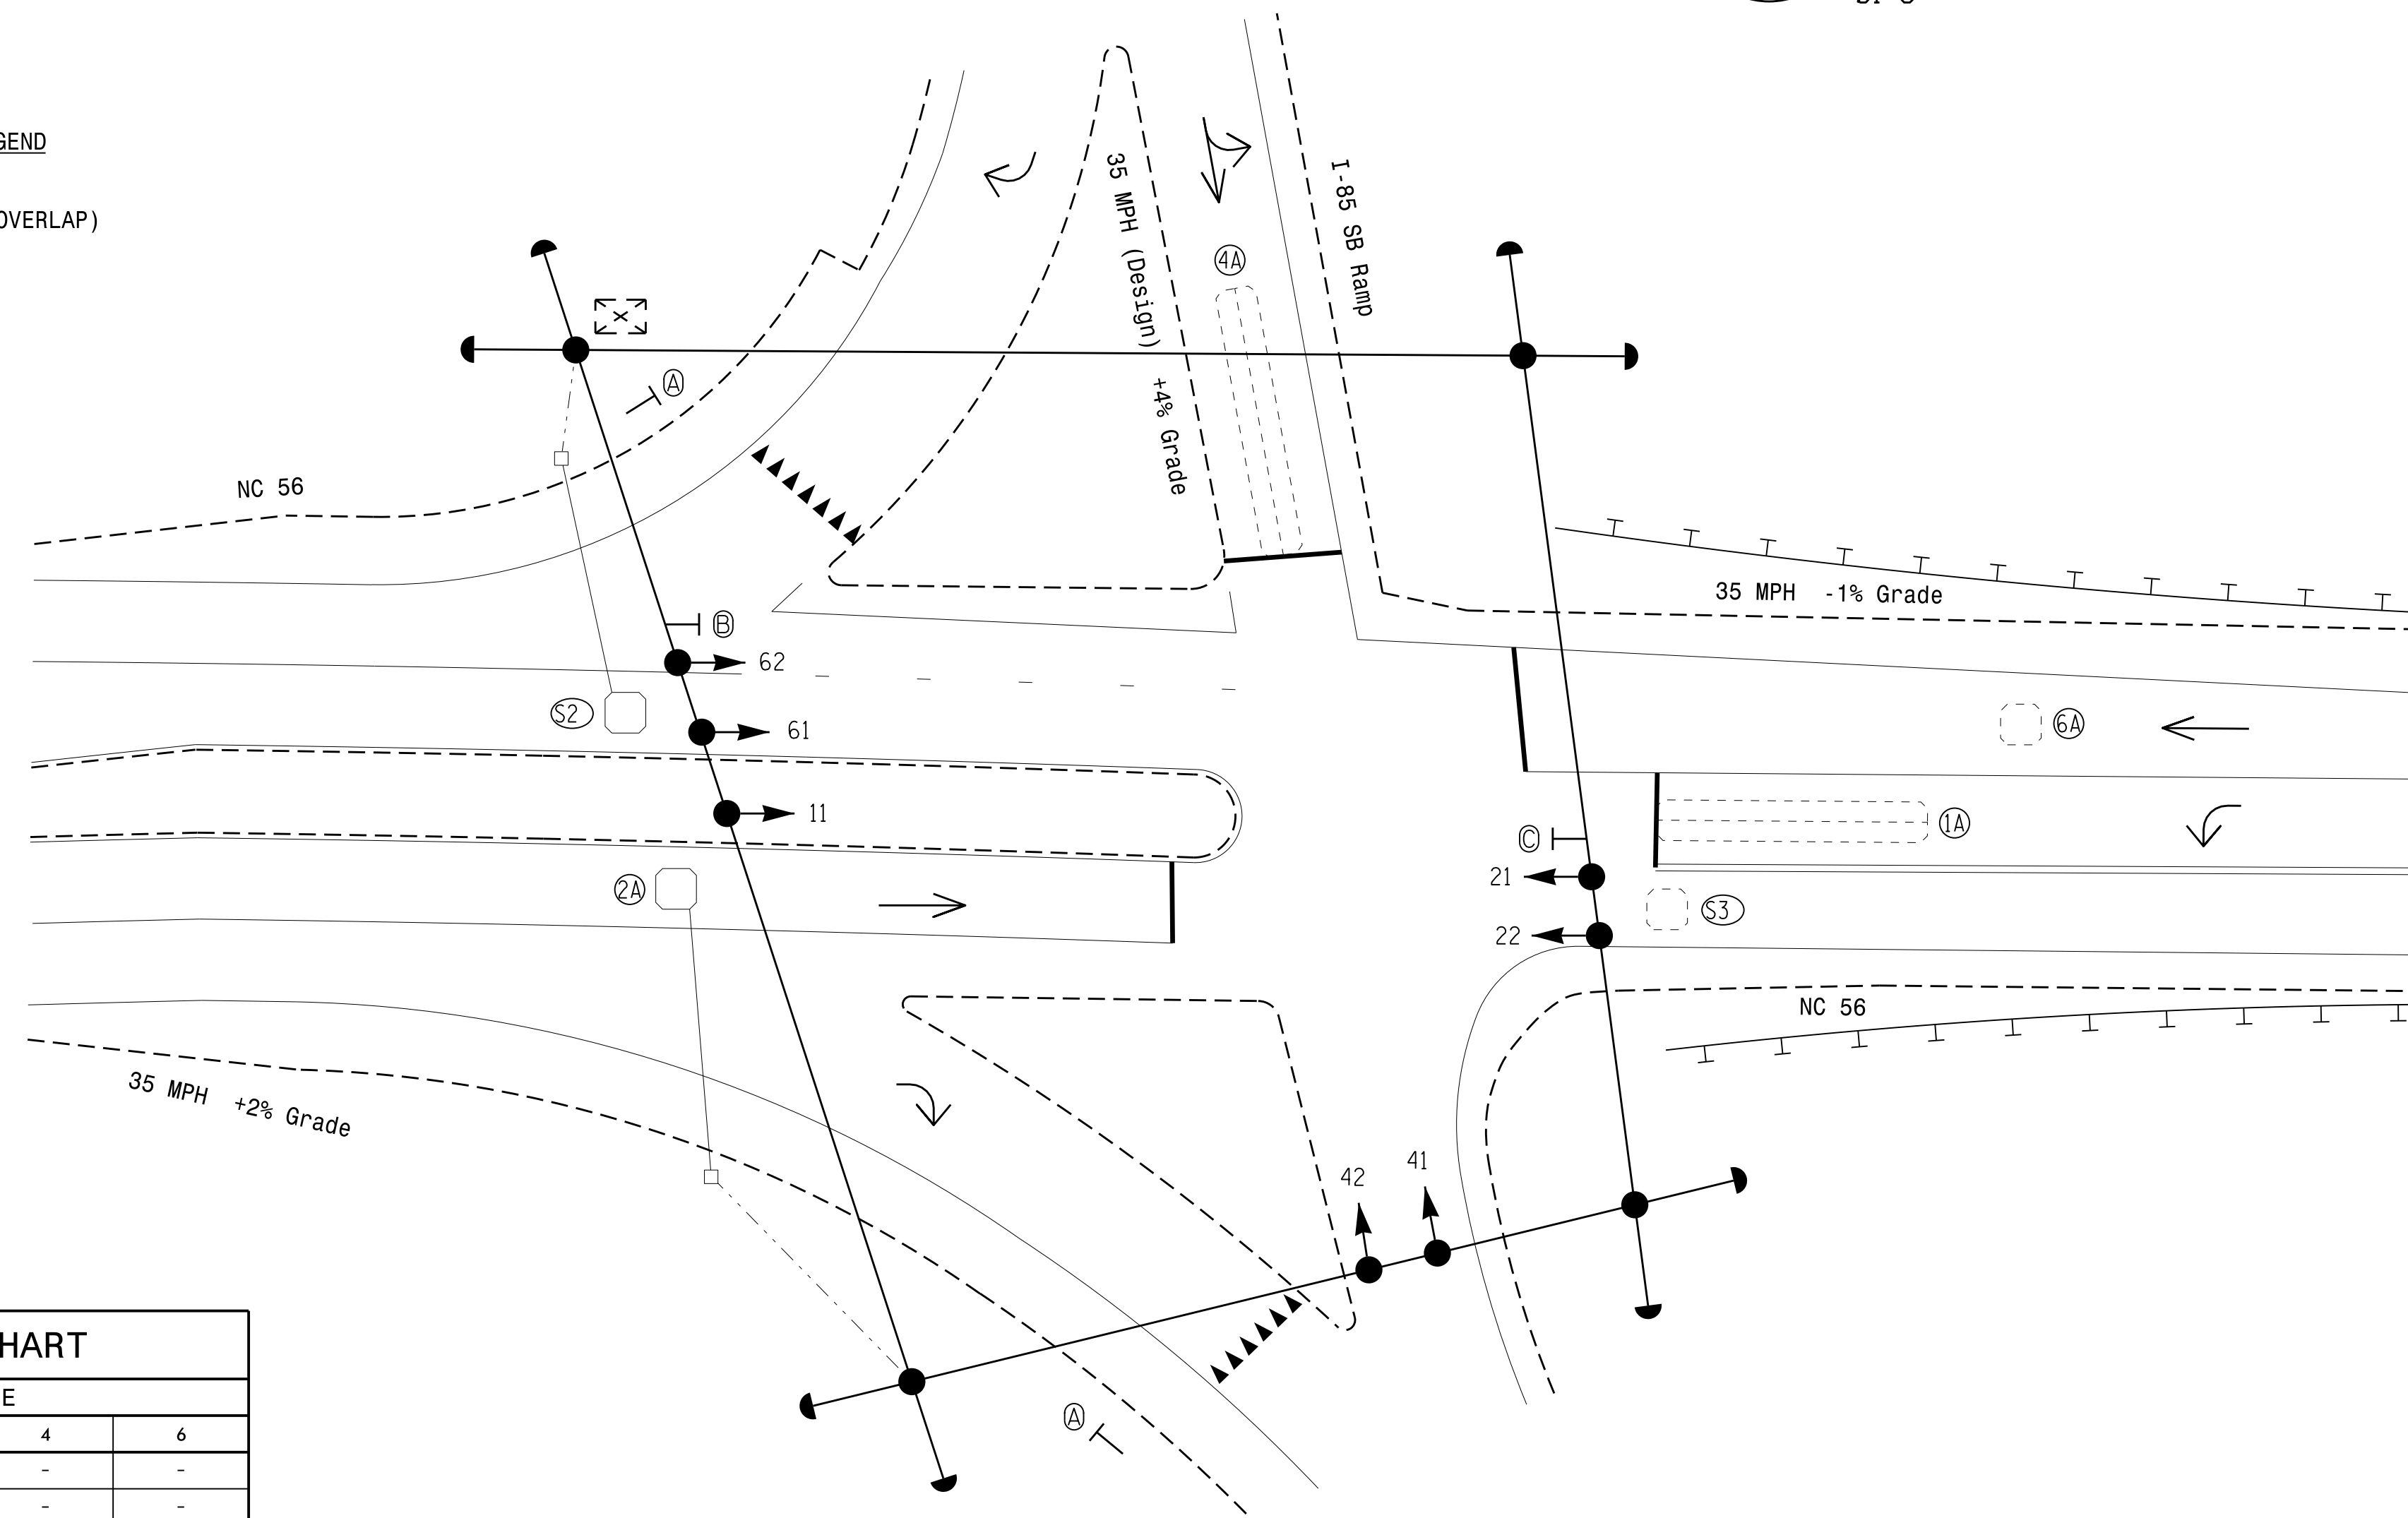 GEND
OVERLAP)
35 MPH (Design) +4% Grade
I-85 SB Ramp
4A
A
NC 56
B
62
S2
61
11
2A
35 MPH -1% Grade
6A
1A
C
21
S3
22
NC 56
35 MPH +2% Grade
42
41
A
HART
E
4 6
- -
- -